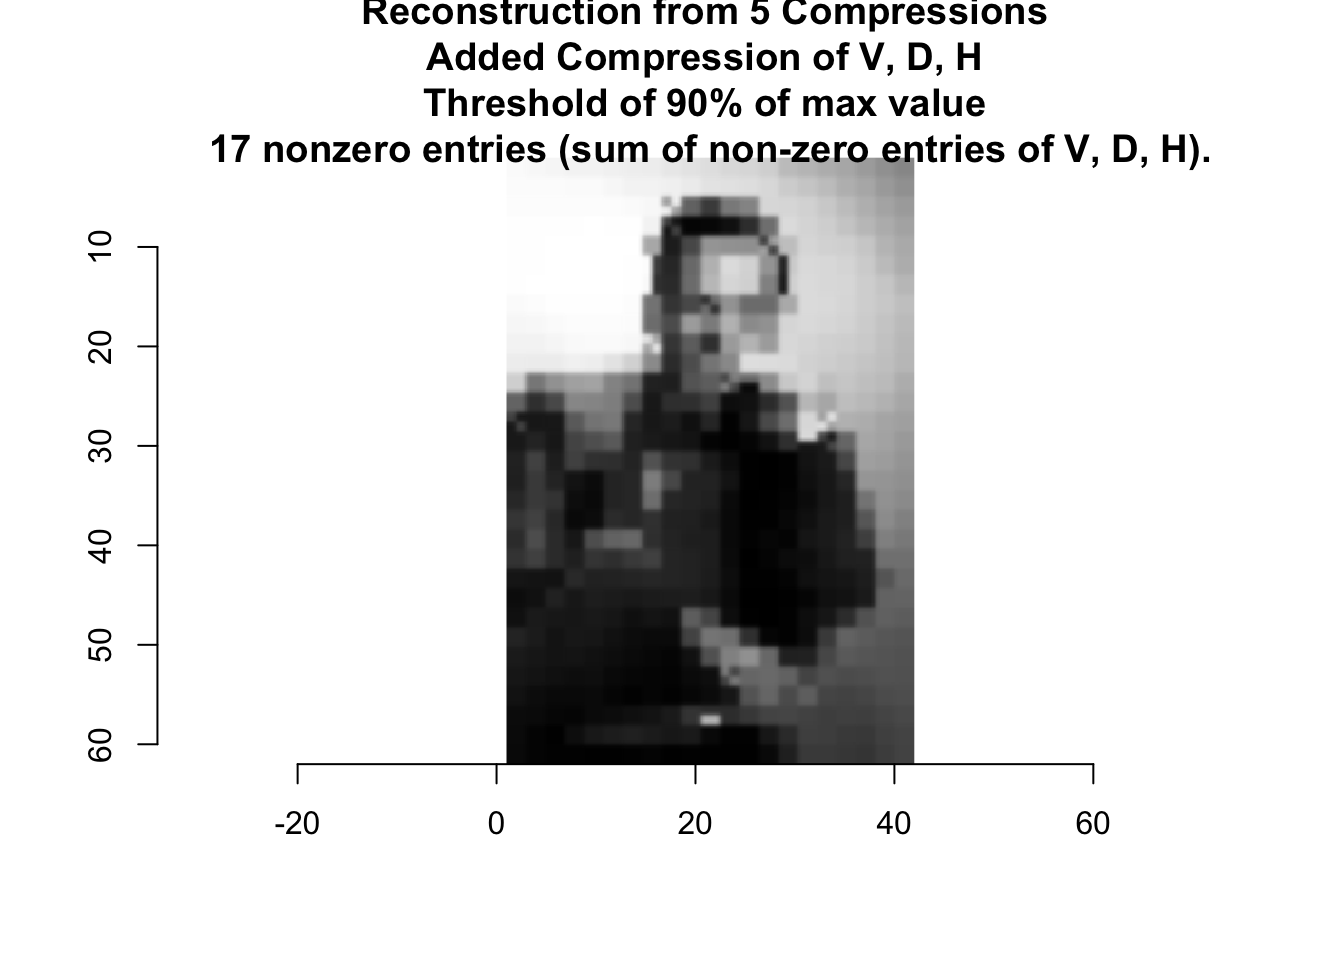 Reconstruction from 5 Compressions
Added Compression of V, D, H
Threshold of 90% of max value
17 nonzero entries (sum of non-zero entries of V, D, H).
10
20
30
40
50
60
-20 0 20 40 60